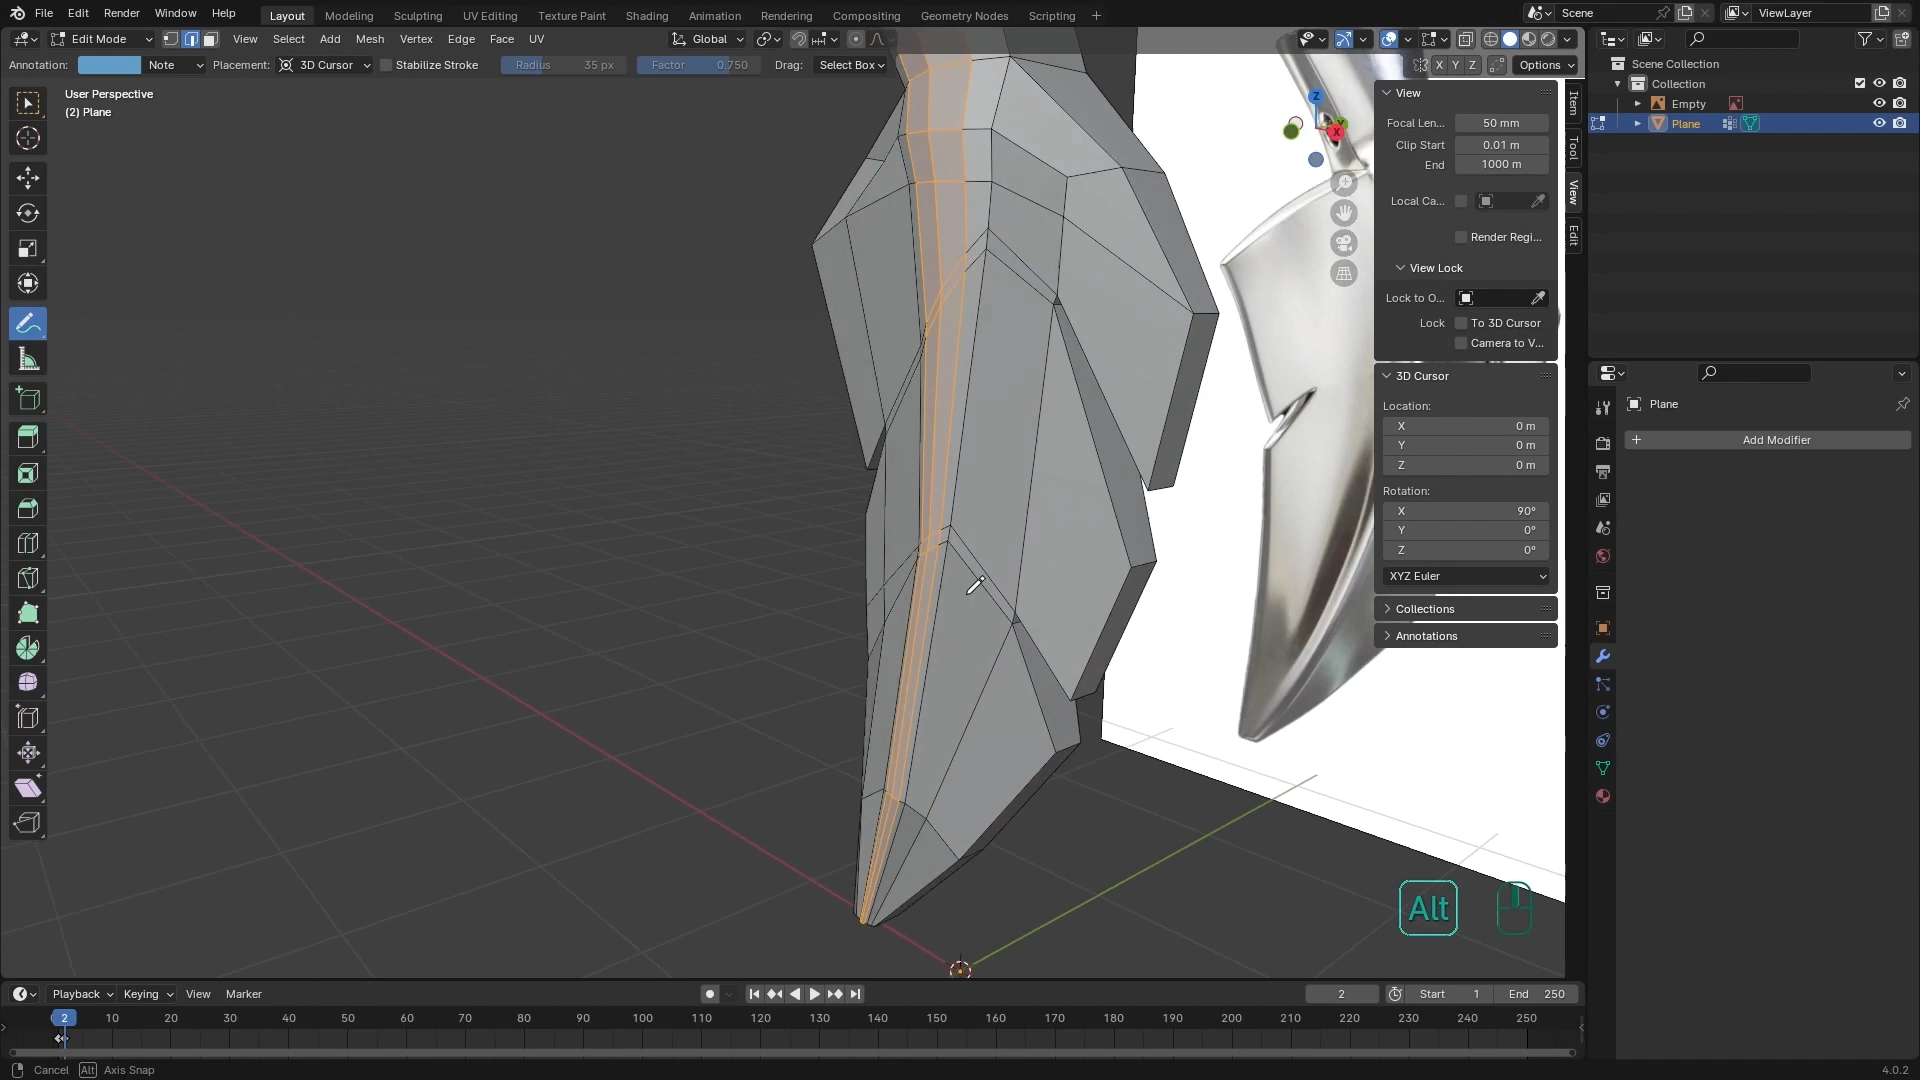 File Edit Render Window Help Layout Modeling Sculpting UV Editing Texture Paint Shading Animation Rendering Compositing Geometry Nodes Scripting + Scene ViewLayer
Edit Mode View Select Add Mesh Vertex Edge Face UV Global
Annotation: Note Placement: 3D Cursor Stabilize Stroke Radius 35 px Factor 0.750 Drag: Select Box X Y Z Options
User Perspective
(2) Plane
Z
X
Y
View
Focal Len... 50 mm
Clip Start 0.01 m
End 1000 m
Local Ca...
Render Regi...
View Lock
Lock to O...
Lock To 3D Cursor
Camera to V...
3D Cursor
Location:
X 0 m
Y 0 m
Z 0 m
Rotation:
X 90°
Y 0°
Z 0°
XYZ Euler
Collections
Annotations
Item
Tool
View
Edit
Scene Collection
Collection
Empty
Plane
Plane
+ Add Modifier
Alt
Playback Keying View Marker 2 Start 1 End 250
2 10 20 30 40 50 60 70 80 90 100 110 120 130 140 150 160 170 180 190 200 210 220 230 240 250
Cancel Alt Axis Snap 4.0.2